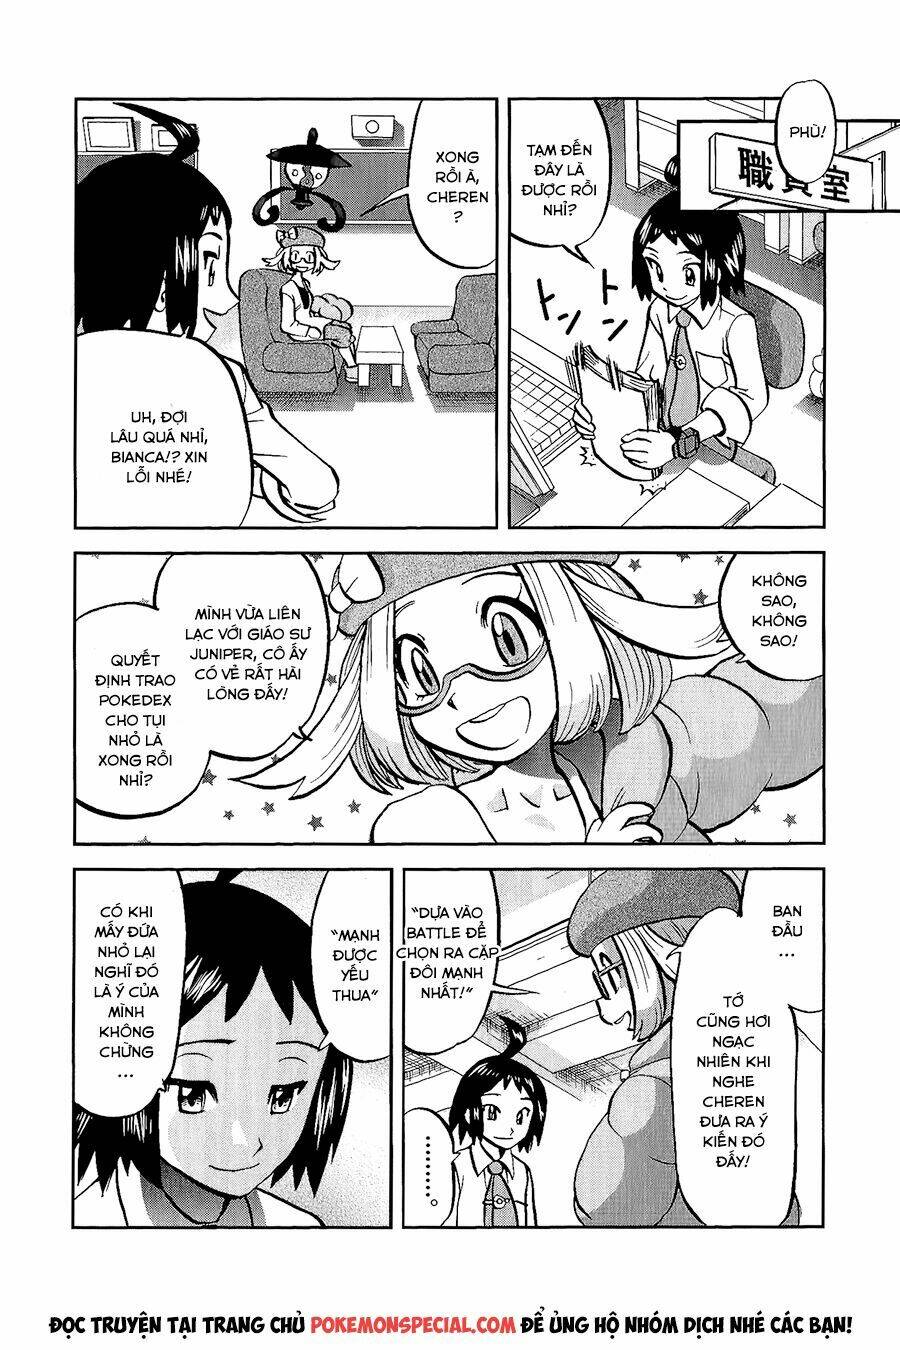 PHÙ!
職員室
TẠM ĐẾN
ĐÂY LÀ
ĐƯỢC RỒI
NHỈ?
トントン
XONG
RỒI À,
CHEREN
?
UH, ĐỢI
LÂU QUÁ NHỈ,
BIANCA!? XIN
LỖI NHÉ!
KHÔNG
SAO,
KHÔNG
SAO!
MÌNH VỪA LIÊN
LẠC VỚI GIÁO SƯ
JUNIPER, CÔ ẤY
CÓ VẺ RẤT HÀI
LÒNG ĐẤY!
QUYẾT
ĐỊNH TRAO
POKEDEX
CHO TỤI
NHỎ LÀ
XONG RỒI
NHỈ?
BAN
ĐẦU
...
TỚ
CŨNG HƠI
NGẠC
NHIÊN KHI
NGHE
CHEREN
ĐƯA RA Ý
KIẾN ĐÓ
ĐẤY!
"DỰA VÀO
BATTLE ĐỂ
CHỌN RA CẶP
ĐÔI MẠNH
NHẤT!"
.......
"MẠNH
ĐƯỢC
YẾU
THUA"
CÓ KHI
MẤY ĐỨA
NHỎ LẠI
NGHĨ ĐÓ
LÀ Ý CỦA
MÌNH
KHÔNG
CHỪNG
...
ĐỌC TRUYỆN TẠI TRANG CHỦ POKEMONSPECIAL.COM ĐỂ ỦNG HỘ NHÓM DỊCH NHÉ CÁC BẠN!